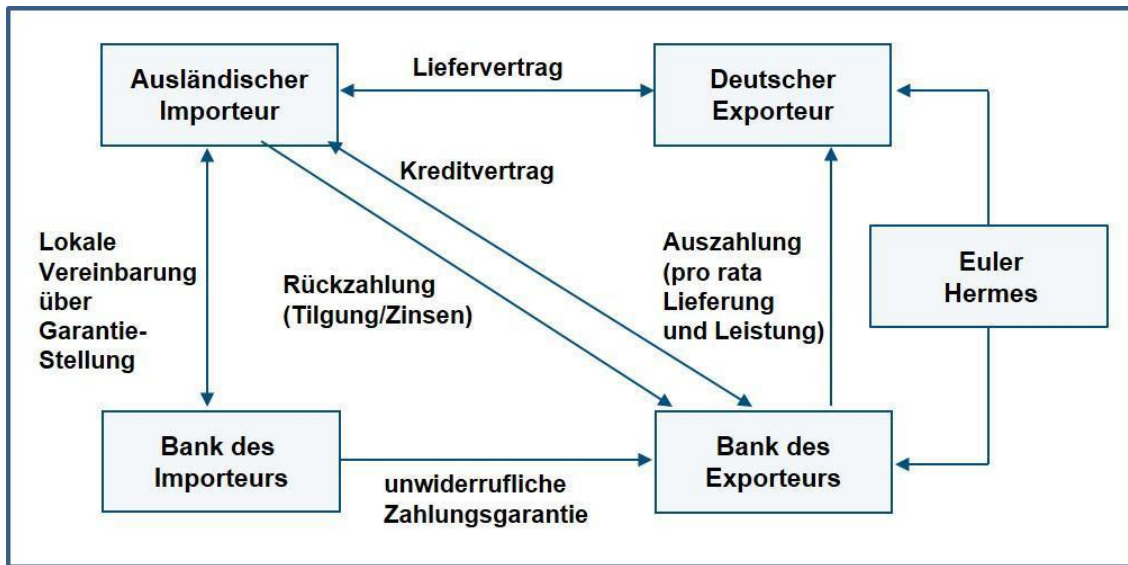 Ausländischer
Importeur
Liefervertrag
Deutscher
Exporteur
Kreditvertrag
Lokale
Vereinbarung
über
Garantie-
Stellung
Rückzahlung
(Tilgung/Zinsen)
Auszahlung
(pro rata
Lieferung
und Leistung)
Euler
Hermes
Bank des
Importeurs
unwiderrufliche
Zahlungsgarantie
Bank des
Exporteurs